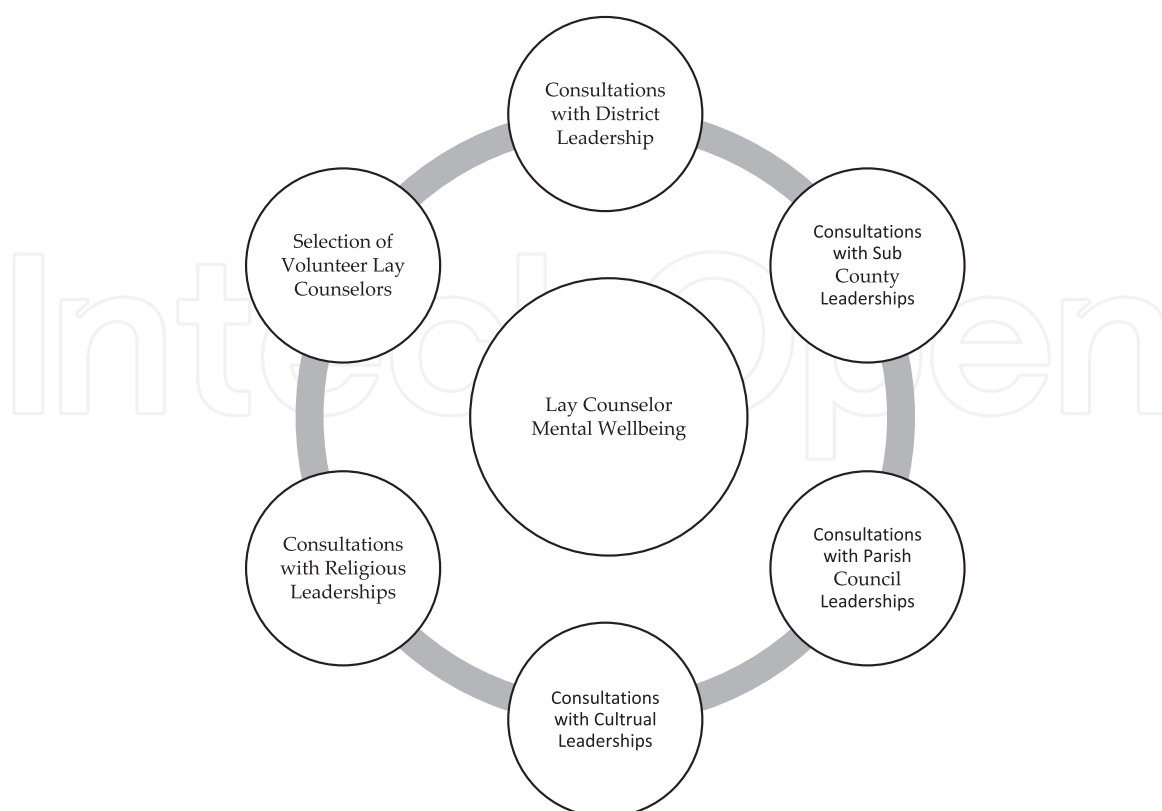 Consultations
with District
Leadership
Consultations
with Sub
County
Leaderships
Consultations
with Parish
Council
Leaderships
Consultations
with Cultrual
Leaderships
Consultations
with Religious
Leaderships
Selection of
Volunteer Lay
Counselors
Lay Counselor
Mental Wellbeing
IntechOpen